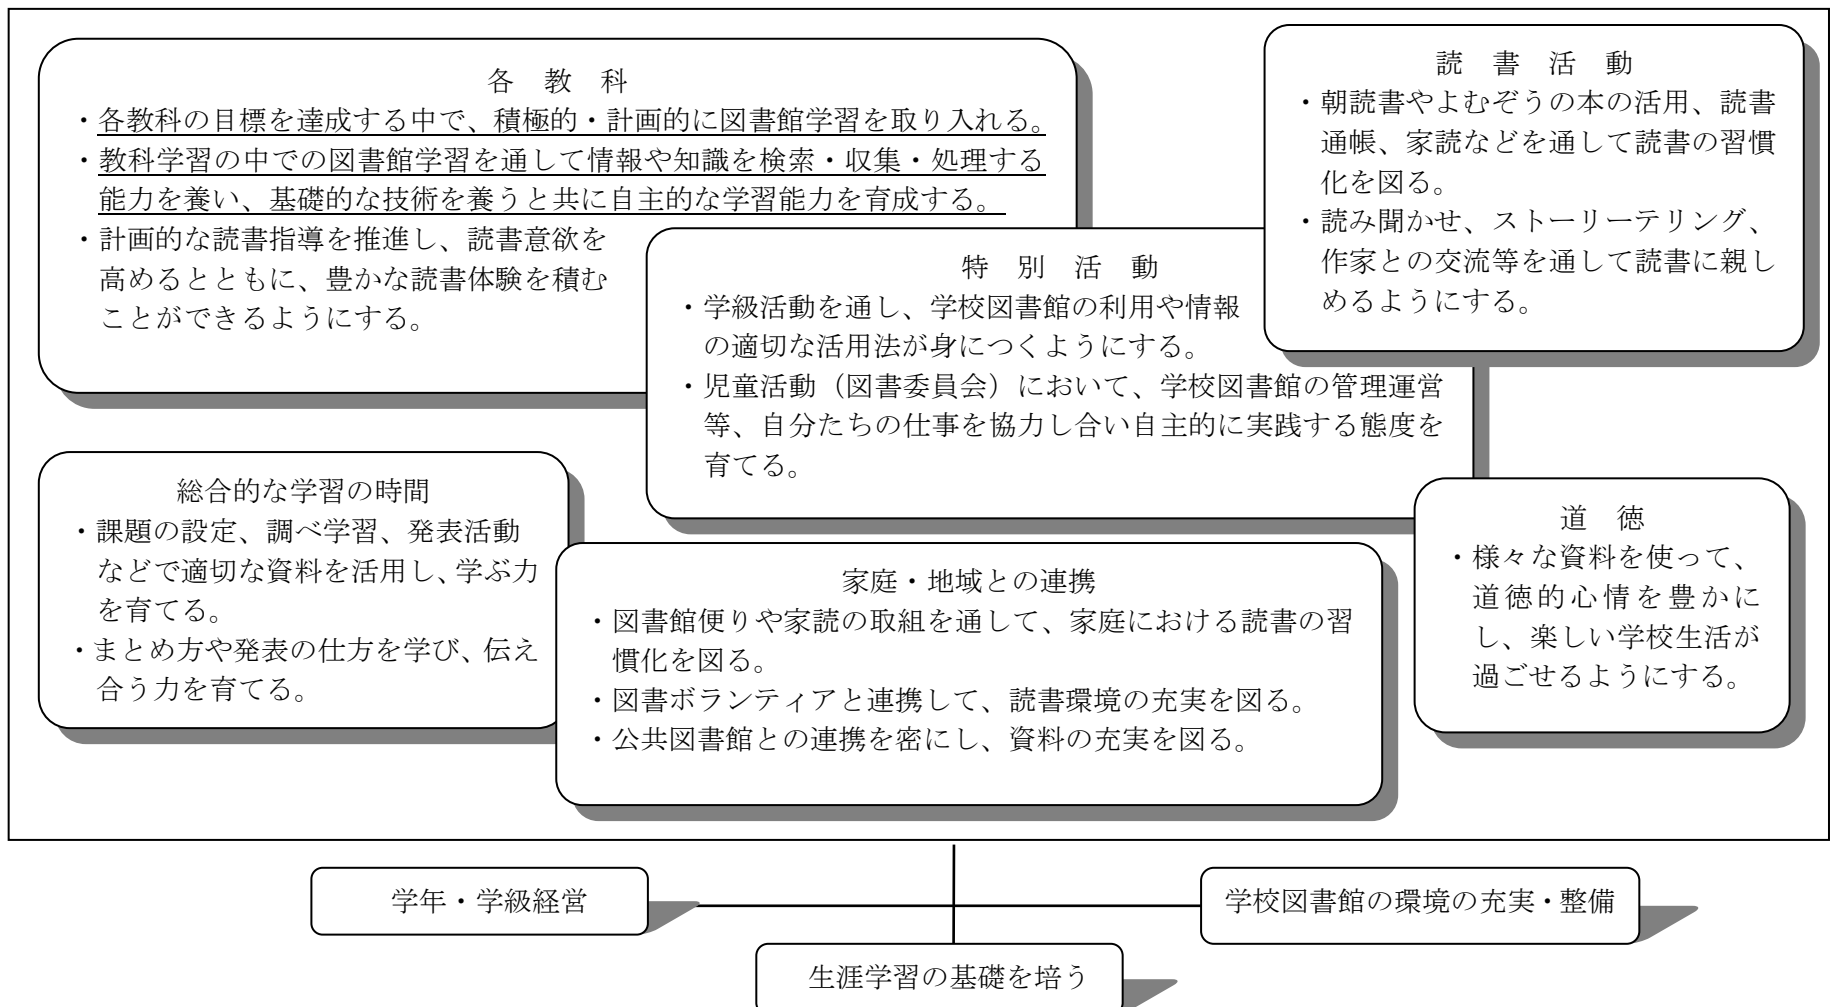 各　教　科
・各教科の目標を達成する中で、積極的・計画的に図書館学習を取り入れる。
・教科学習の中での図書館学習を通して情報や知識を検索・収集・処理する
能力を養い、基礎的な技術を養うと共に自主的な学習能力を育成する。
・計画的な読書指導を推進し、読書意欲を
高めるとともに、豊かな読書体験を積む
ことができるようにする。
読　書　活　動
・朝読書やよむぞうの本の活用、読書
通帳、家読などを通して読書の習慣
化を図る。
・読み聞かせ、ストーリーテリング、
作家との交流等を通して読書に親し
めるようにする。
特　別　活　動
・学級活動を通し、学校図書館の利用や情報
の適切な活用法が身につくようにする。
・児童活動（図書委員会）において、学校図書館の管理運営
等、自分たちの仕事を協力し合い自主的に実践する態度を
育てる。
総合的な学習の時間
・課題の設定、調べ学習、発表活動
などで適切な資料を活用し、学ぶ力
を育てる。
・まとめ方や発表の仕方を学び、伝え
合う力を育てる。
家庭・地域との連携
・図書館便りや家読の取組を通して、家庭における読書の習
慣化を図る。
・図書ボランティアと連携して、読書環境の充実を図る。
・公共図書館との連携を密にし、資料の充実を図る。
道　徳
・様々な資料を使って、
道徳的心情を豊かに
し、楽しい学校生活が
過ごせるようにする。
学年・学級経営
学校図書館の環境の充実・整備
生涯学習の基礎を培う